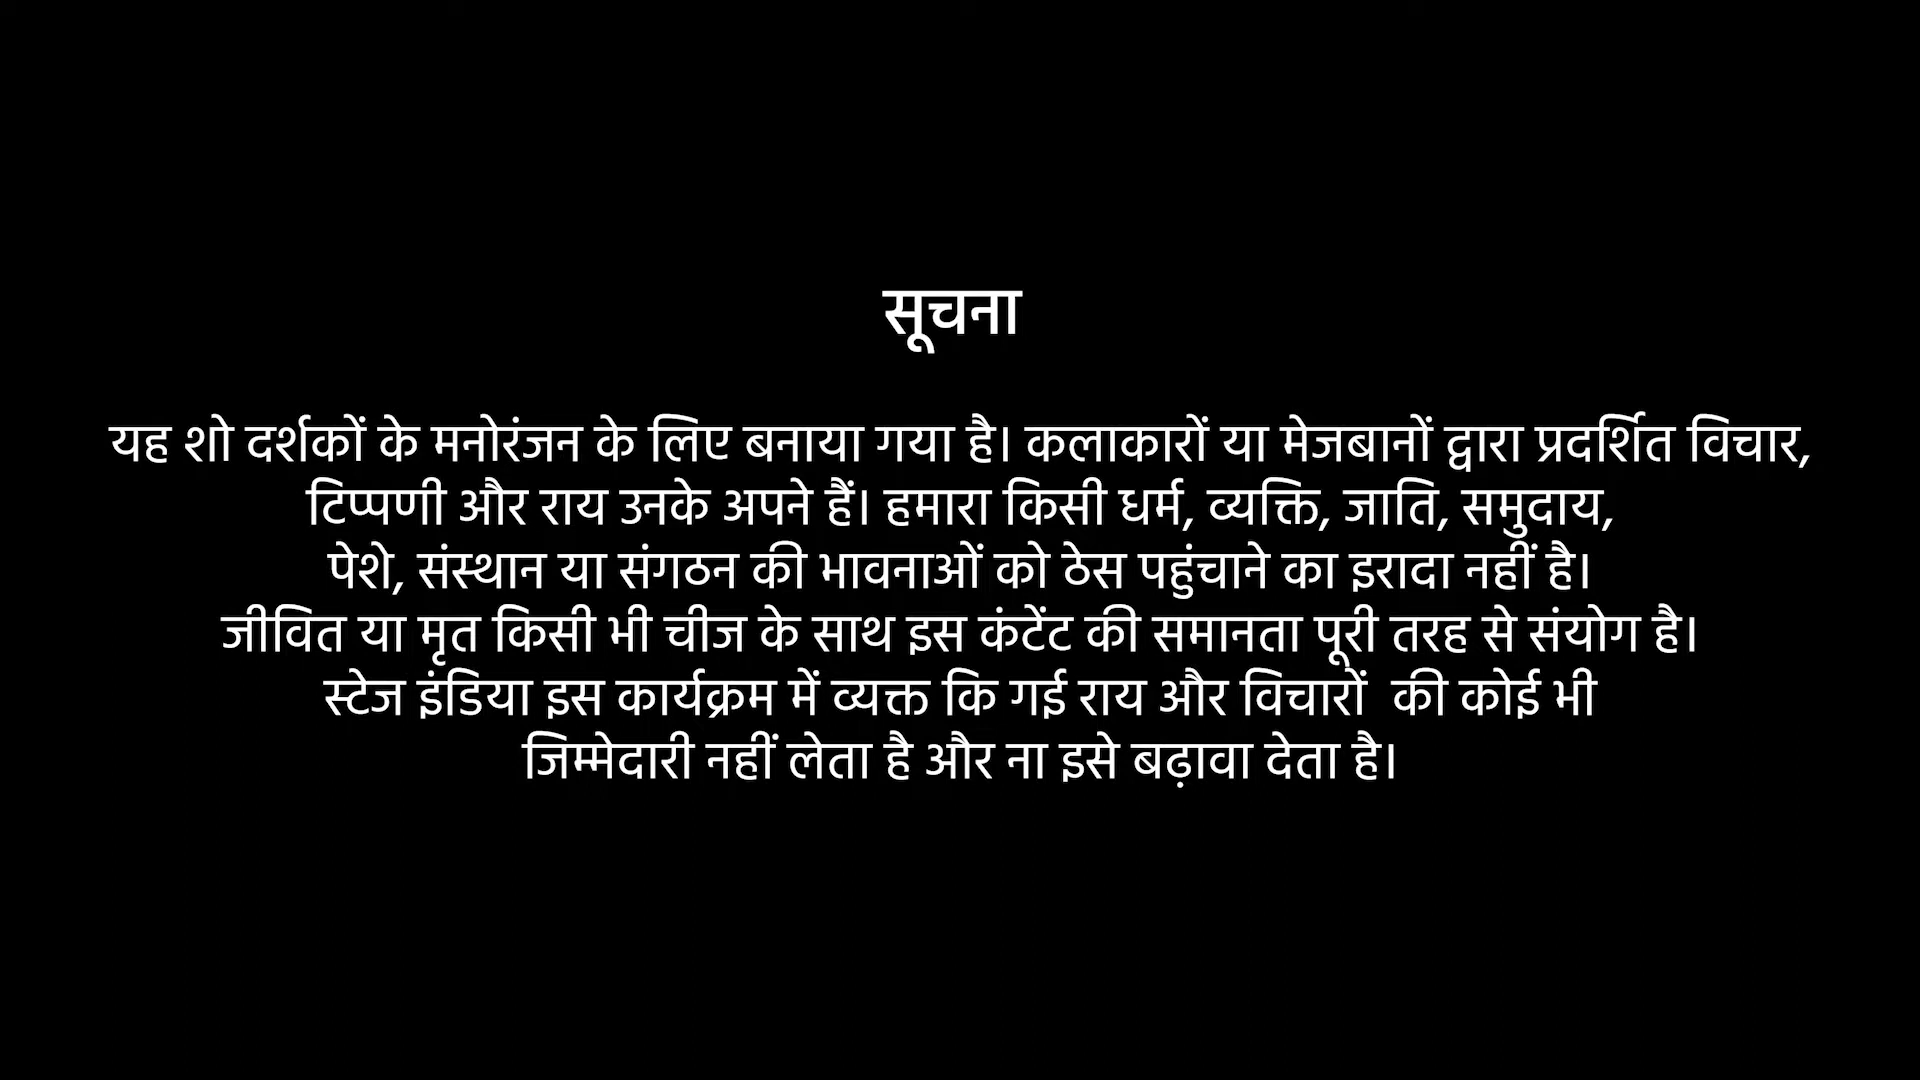 सूचना
यह शो दर्शकों के मनोरंजन के लिए बनाया गया है। कलाकारों या मेजबानों द्वारा प्रदर्शित विचार,
टिप्पणी और राय उनके अपने हैं। हमारा किसी धर्म, व्यक्ति, जाति, समुदाय,
पेशे, संस्थान या संगठन की भावनाओं को ठेस पहुंचाने का इरादा नहीं है।
जीवित या मृत किसी भी चीज के साथ इस कंटेंट की समानता पूरी तरह से संयोग है।
स्टेज इंडिया इस कार्यक्रम में व्यक्त कि गई राय और विचारों  की कोई भी
जिम्मेदारी नहीं लेता है और ना इसे बढ़ावा देता है।